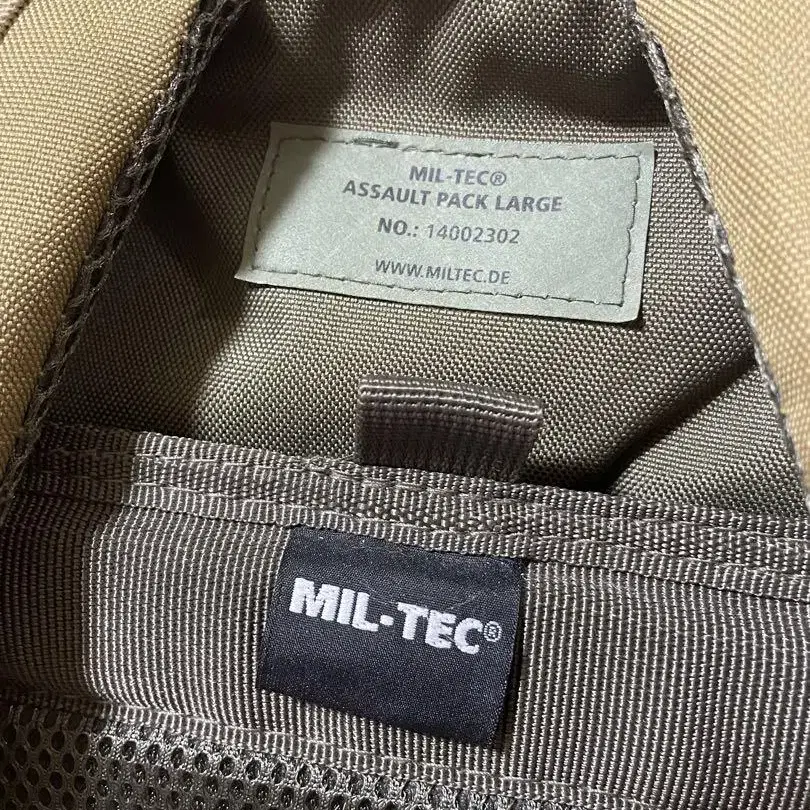 MIL-TEC®
ASSAULT PACK LARGE
NO.: 14002302
WWW.MILTEC.DE
MIL-TEC®